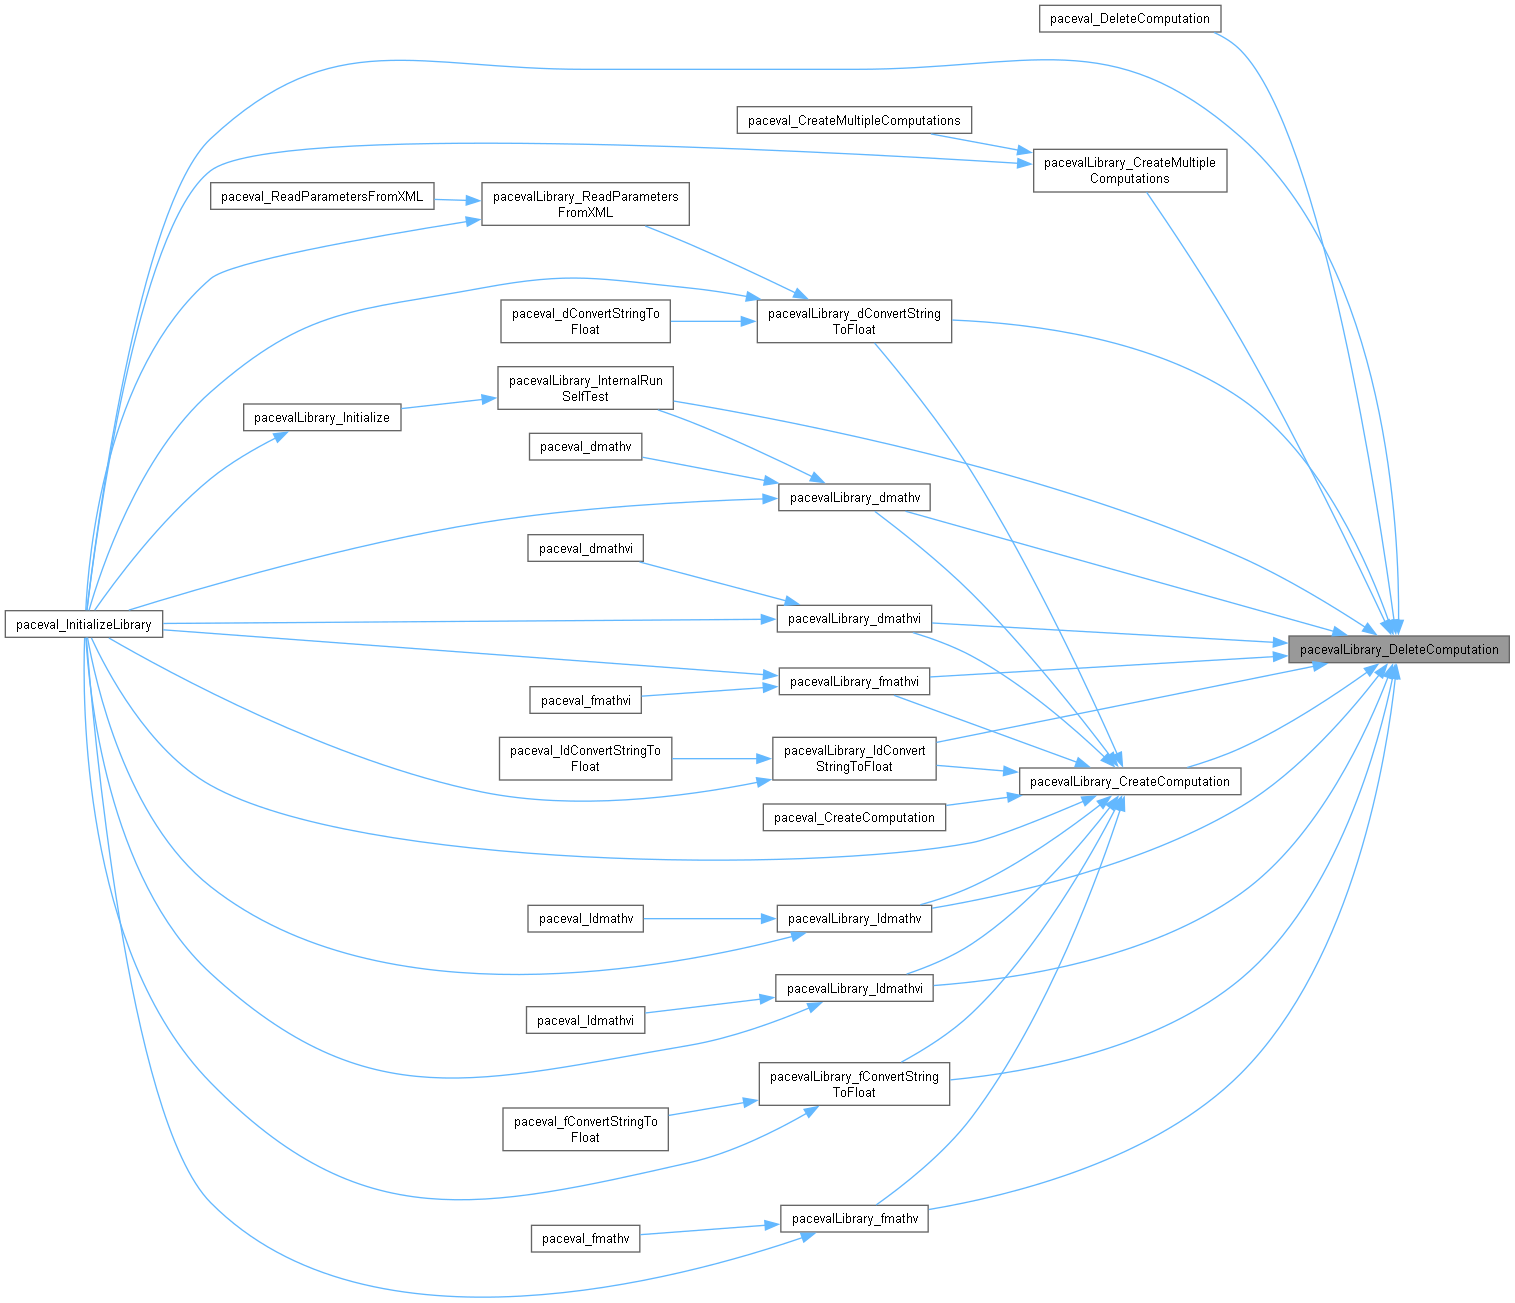 paceval_DeleteComputation
paceval_CreateMultipleComputations
pacevalLibrary_CreateMultiple
Computations
paceval_ReadParametersFromXML
pacevalLibrary_ReadParameters
FromXML
paceval_dConvertStringTo
Float
pacevalLibrary_dConvertString
ToFloat
pacevalLibrary_InternalRun
SelfTest
pacevalLibrary_Initialize
paceval_dmathv
pacevalLibrary_dmathv
paceval_dmathvi
pacevalLibrary_dmathvi
paceval_InitializeLibrary
pacevalLibrary_DeleteComputation
pacevalLibrary_fmathvi
paceval_fmathvi
paceval_ldConvertStringTo
Float
pacevalLibrary_ldConvert
StringToFloat
pacevalLibrary_CreateComputation
paceval_CreateComputation
paceval_ldmathv
pacevalLibrary_ldmathv
pacevalLibrary_ldmathvi
paceval_ldmathvi
pacevalLibrary_fConvertString
ToFloat
paceval_fConvertStringTo
Float
pacevalLibrary_fmathv
paceval_fmathv